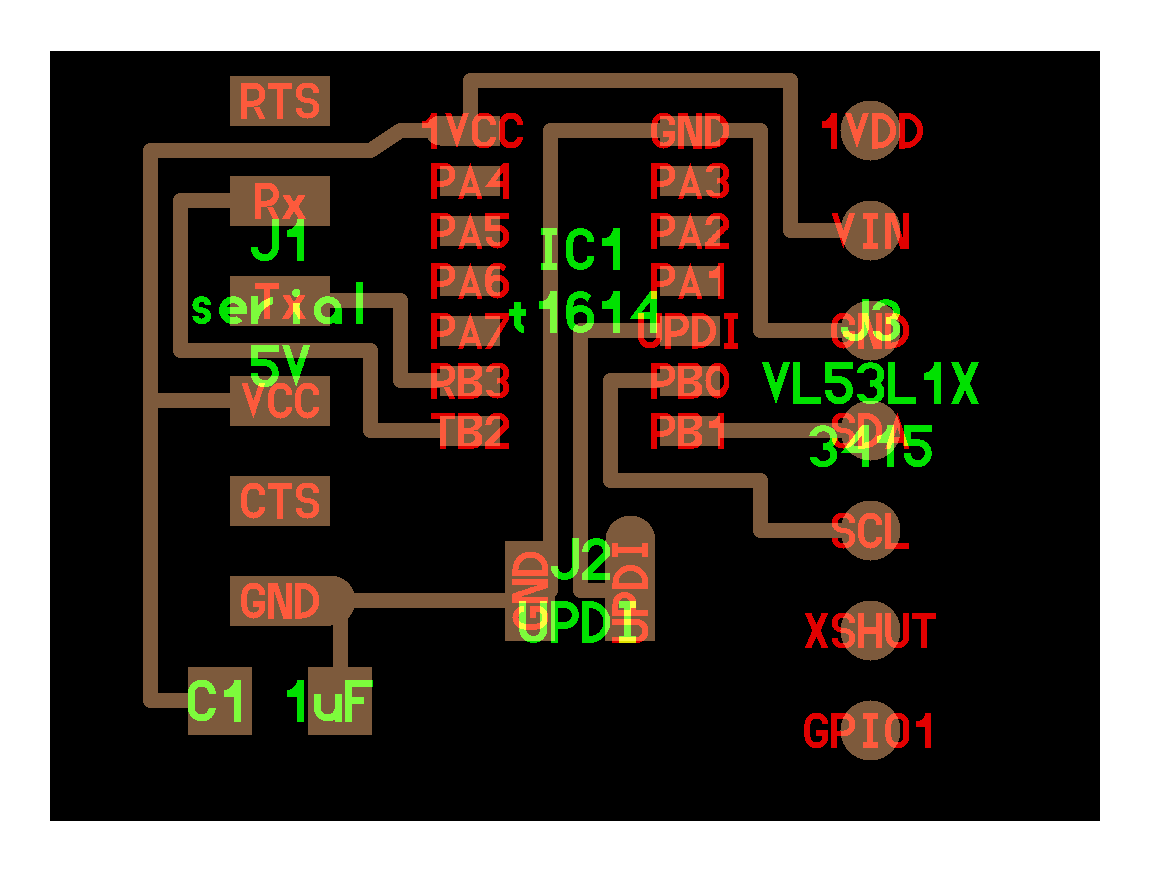 RTS
Rx
J1
serial
Tx
5V
VCC
CTS
GND
C1 1uF
1VCC
PA4
PA5
PA6
PA7
RB3
TB2
IC1
t1614
GND
PA3
PA2
PA1
UPDI
PB0
PB1
GND
J2
UPDI
UPDI
1VDD
VIN
GND
J3
VL53L1X
SDA
3415
SCL
XSHUT
GPIO1